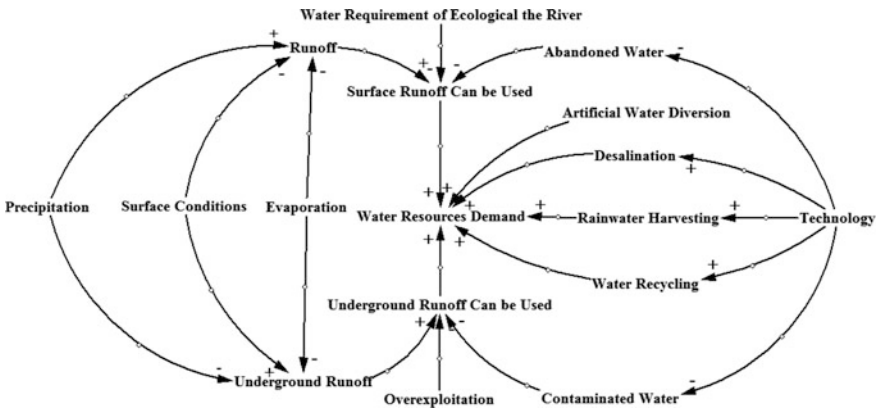 Water Requirement of Ecological the River
+
Runoff
-
-
+
-
-
Abandoned Water
-
Surface Runoff Can be Used
Artificial Water Diversion
Desalination
+
Precipitation
Surface Conditions
Evaporation
+
+
+
Water Resources Demand
+
Rainwater Harvesting
+
Technology
+
+
Water Recycling
+
Underground Runoff Can be Used
+
-
-
+
-
Underground Runoff
Overexploitation
Contaminated Water
-